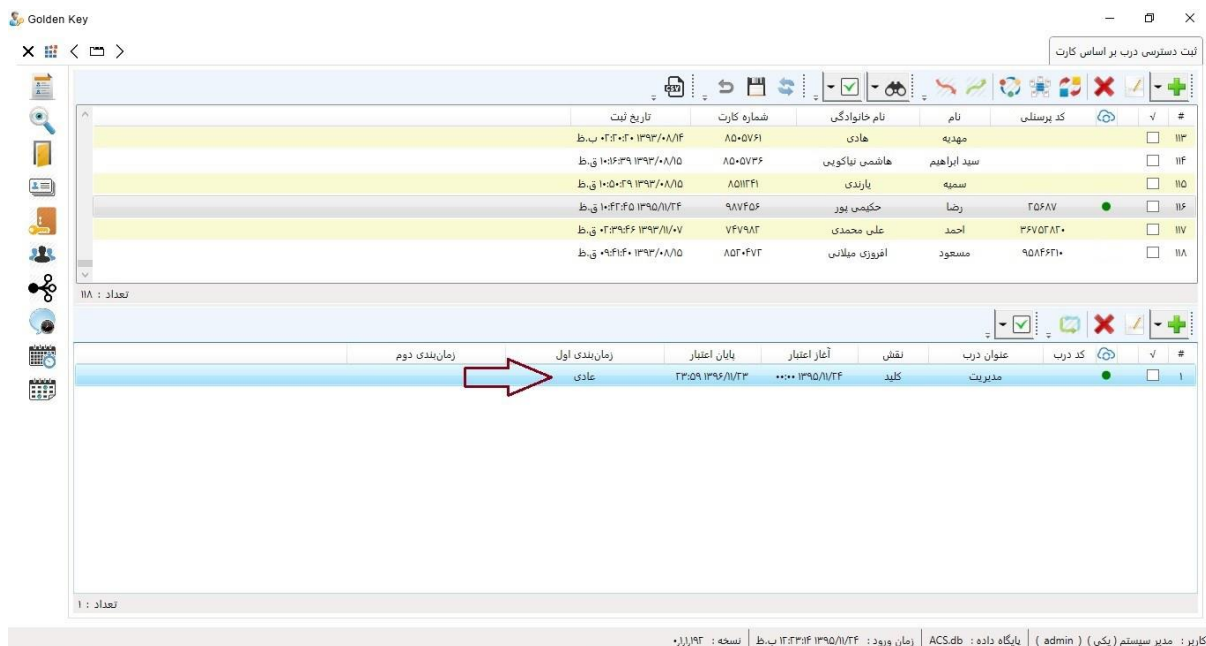 Golden Key
ثبت دسترسی درب بر اساس کارت
# √ کد پرسنلی نام نام خانوادگی شماره کارت تاریخ ثبت
۱۱۳ مهدیه هادی ۸۵۰۵۷۶۱ ۱۳۹۳/۰۸/۱۴ ۰۲:۲۰:۲۰ ب.ظ
۱۱۴ سید ابراهیم هاشمی نیاکویی ۸۵۰۵۷۳۶ ۱۳۹۳/۰۸/۱۵ ۱۰:۱۶:۳۹ ق.ظ
۱۱۵ سمیه یارندی ۸۵۱۱۲۴۱ ۱۳۹۳/۰۸/۱۵ ۱۰:۵۰:۲۹ ق.ظ
۱۱۶ ۲۵۶۸۷ رضا حکیمی پور ۹۸۷۴۵۶ ۱۳۹۵/۱۱/۲۴ ۱۰:۴۲:۴۵ ق.ظ
۱۱۷ ۳۶۷۵۲۸۲۰ احمد علی محمدی ۷۴۷۹۸۲ ۱۳۹۳/۱۱/۰۷ ۰۲:۳۹:۴۶ ق.ظ
۱۱۸ ۹۵۸۴۶۲۱۰ مسعود افروزی میلانی ۸۵۲۰۴۷۲ ۱۳۹۳/۰۸/۱۵ ۰۹:۴۱:۴۰ ق.ظ
تعداد : ۱۱۸
# √ کد درب عنوان درب نقش آغاز اعتبار پایان اعتبار زمان‌بندی اول زمان‌بندی دوم
۱ مدیریت کلید ۱۳۹۵/۱۱/۲۴ ۰۰:۰۰ ۱۳۹۶/۱۱/۲۳ ۲۳:۵۹ عادی
تعداد : ۱
کاربر : مدیر سیستم ( یکی ) ( admin ) پایگاه داده : ACS.db زمان ورود : ۱۳۹۵/۱۱/۲۴ ۱۲:۲۳:۱۴ ب.ظ نسخه : ۰,۱,۱,۱۹۲